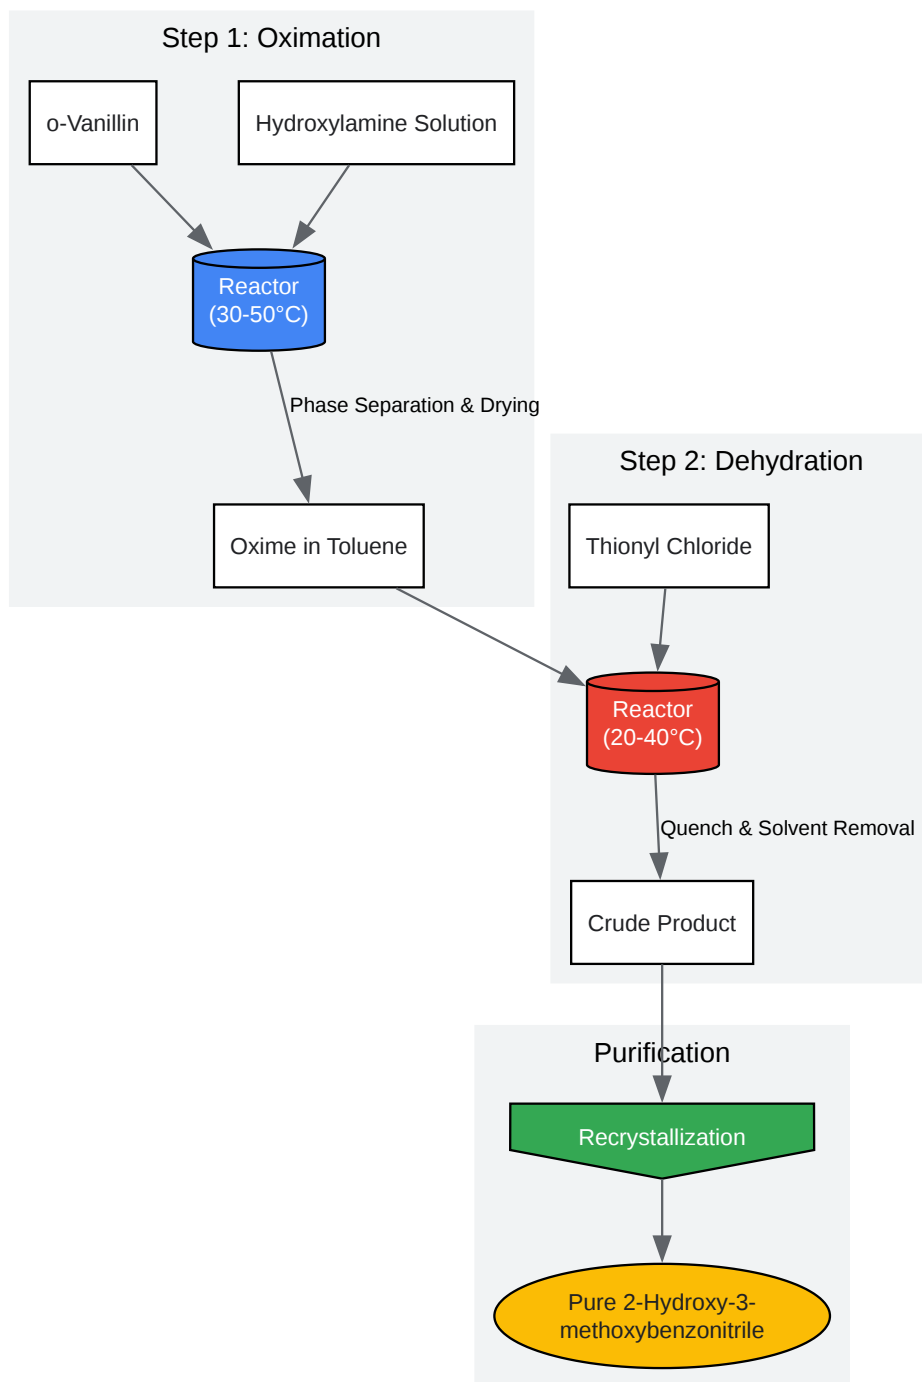 Step 1: Oximation
o-Vanillin
Hydroxylamine Solution
Reactor
(30-50°C)
Phase Separation & Drying
Oxime in Toluene
Step 2: Dehydration
Thionyl Chloride
Reactor
(20-40°C)
Quench & Solvent Removal
Crude Product
Purification
Recrystallization
Pure 2-Hydroxy-3-
methoxybenzonitrile